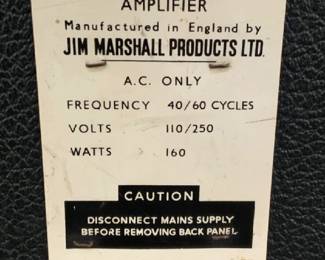 AMPLIFIER
Manufactured in England by
JIM MARSHALL PRODUCTS LTD.
A.C. ONLY
FREQUENCY 40/60 CYCLES
VOLTS 110/250
WATTS 160
CAUTION
DISCONNECT MAINS SUPPLY
BEFORE REMOVING BACK PANEL